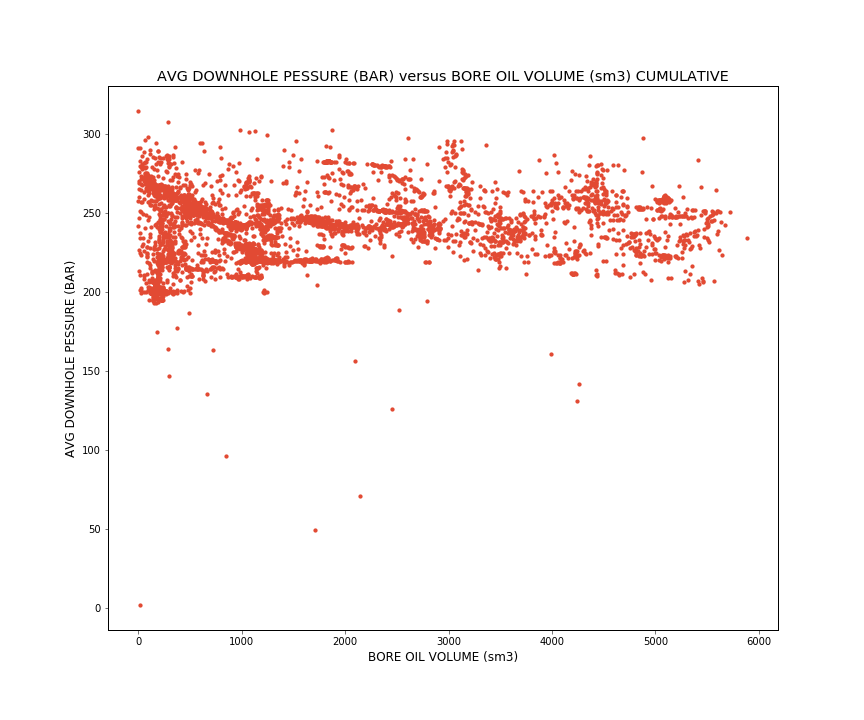 AVG DOWNHOLE PESSURE (BAR) versus BORE OIL VOLUME (sm3) CUMULATIVE
300
250
200
150
100
50
0
AVG DOWNHOLE PESSURE (BAR)
0 1000 2000 3000 4000 5000 6000
BORE OIL VOLUME (sm3)